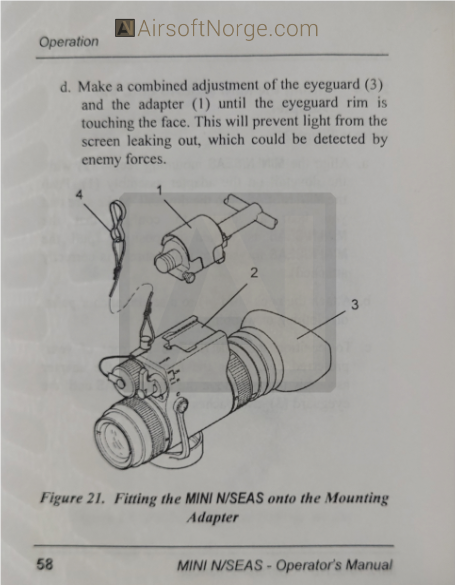 AirsoftNorge.com
Operation
d. Make a combined adjustment of the eyeguard (3)
and the adapter (1) until the eyeguard rim is
touching the face. This will prevent light from the
screen leaking out, which could be detected by
enemy forces.
4
1
2
3
Figure 21. Fitting the MINI N/SEAS onto the Mounting
Adapter
58 MINI N/SEAS - Operator's Manual